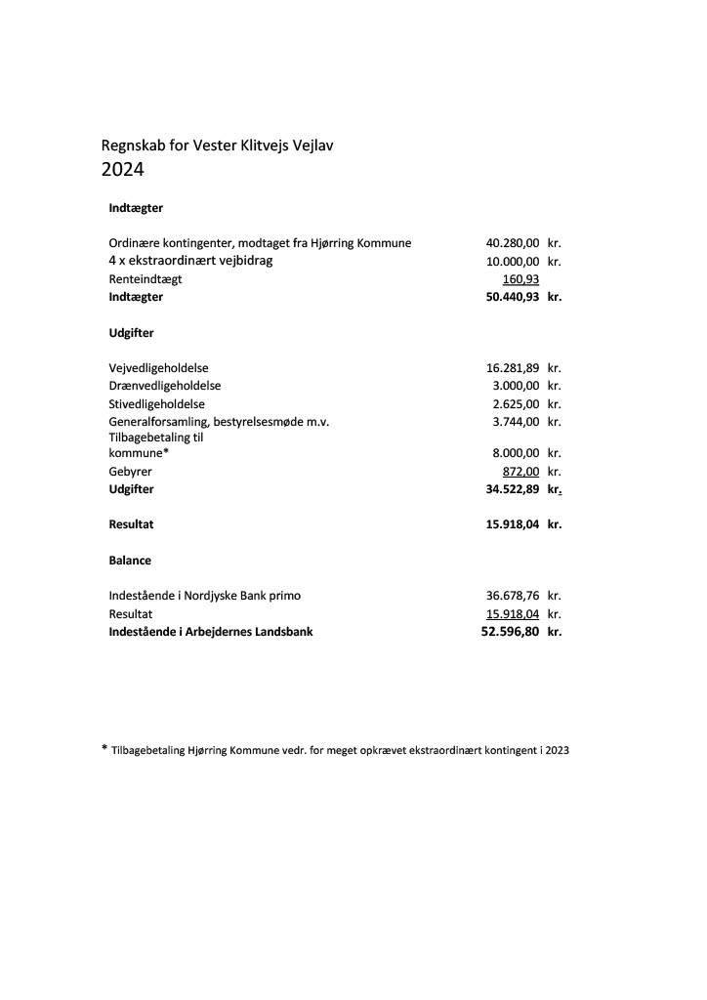 Regnskab for Vester Klitvejs Vejlav
2024
Indtægter
Ordinære kontingenter, modtaget fra Hjørring Kommune 40.280,00 kr.
4 x ekstraordinært vejbidrag 10.000,00 kr.
Renteindtægt 160,93
Indtægter 50.440,93 kr.
Udgifter
Vejvedligeholdelse 16.281,89 kr.
Drænvedligeholdelse 3.000,00 kr.
Stivedligeholdelse 2.625,00 kr.
Generalforsamling, bestyrelsesmøde m.v. 3.744,00 kr.
Tilbagebetaling til
kommune* 8.000,00 kr.
Gebyrer 872,00 kr.
Udgifter 34.522,89 kr.
Resultat 15.918,04 kr.
Balance
Indestående i Nordjyske Bank primo 36.678,76 kr.
Resultat 15.918,04 kr.
Indestående i Arbejdernes Landsbank 52.596,80 kr.
* Tilbagebetaling Hjørring Kommune vedr. for meget opkrævet ekstraordinært kontingent i 2023